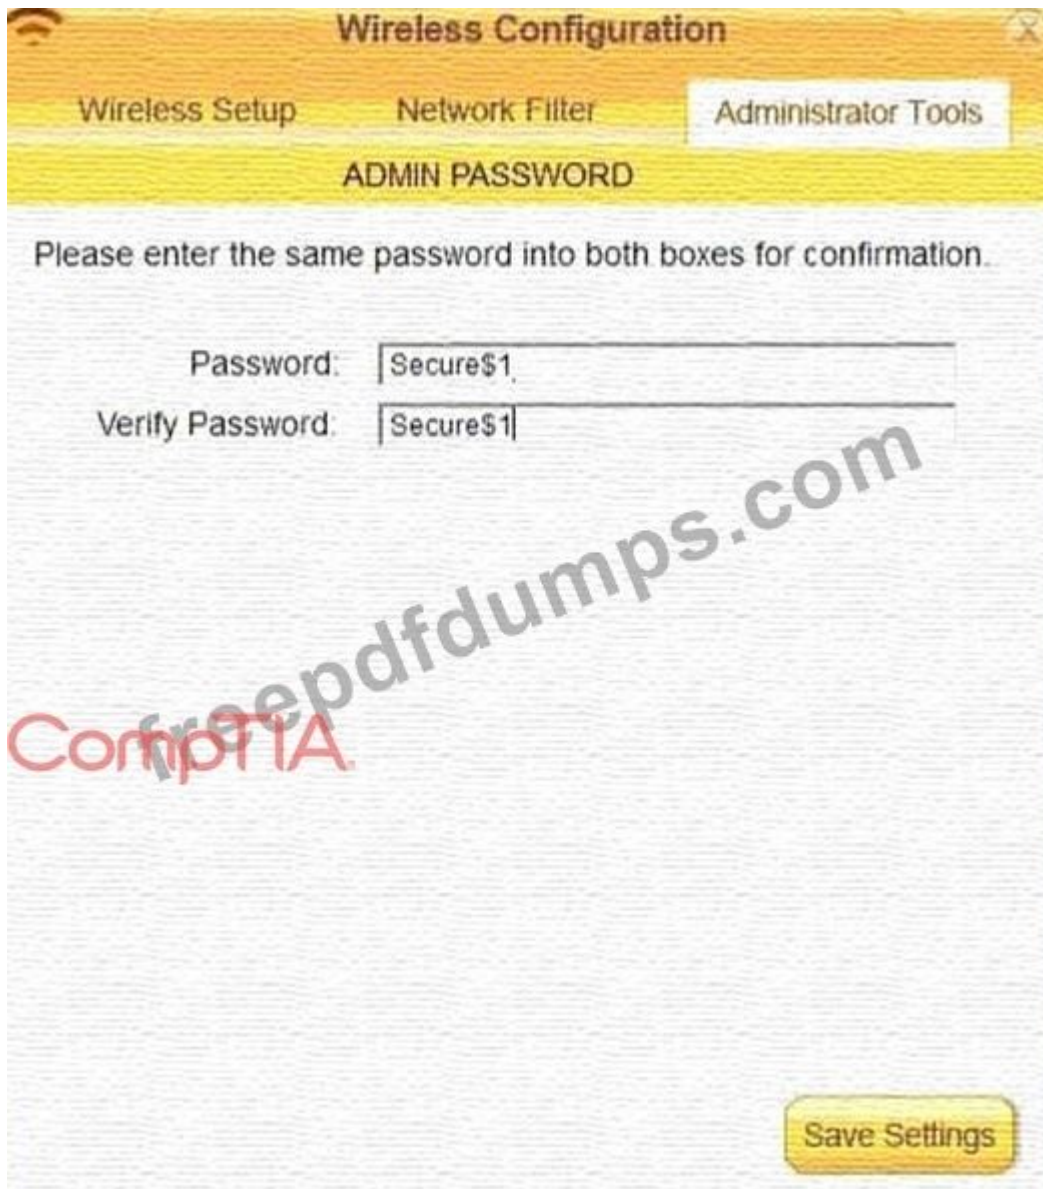 Wireless Configuration
X
Wireless Setup Network Filter Administrator Tools
ADMIN PASSWORD
Please enter the same password into both boxes for confirmation.
Password: Secure$1
Verify Password: Secure$1
freepdfdumps.com
CompTIA.
Save Settings